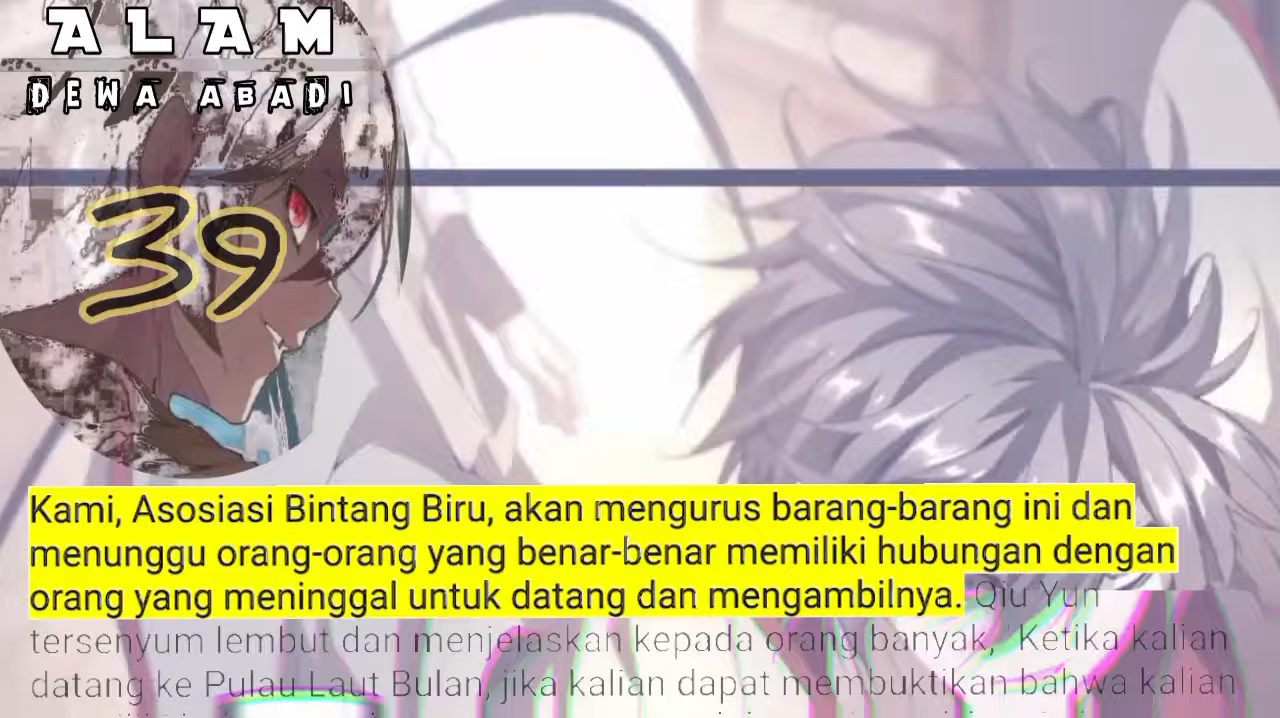 ALAM
DEWA ABADI
39
Kami, Asosiasi Bintang Biru, akan mengurus barang-barang ini dan
menunggu orang-orang yang benar-benar memiliki hubungan dengan
orang yang meninggal untuk datang dan mengambilnya. Qiu Yun
tersenyum lembut dan menjelaskan kepada orang banyak, 'Ketika kalian
datang ke Pulau Laut Bulan, jika kalian dapat membuktikan bahwa kalian